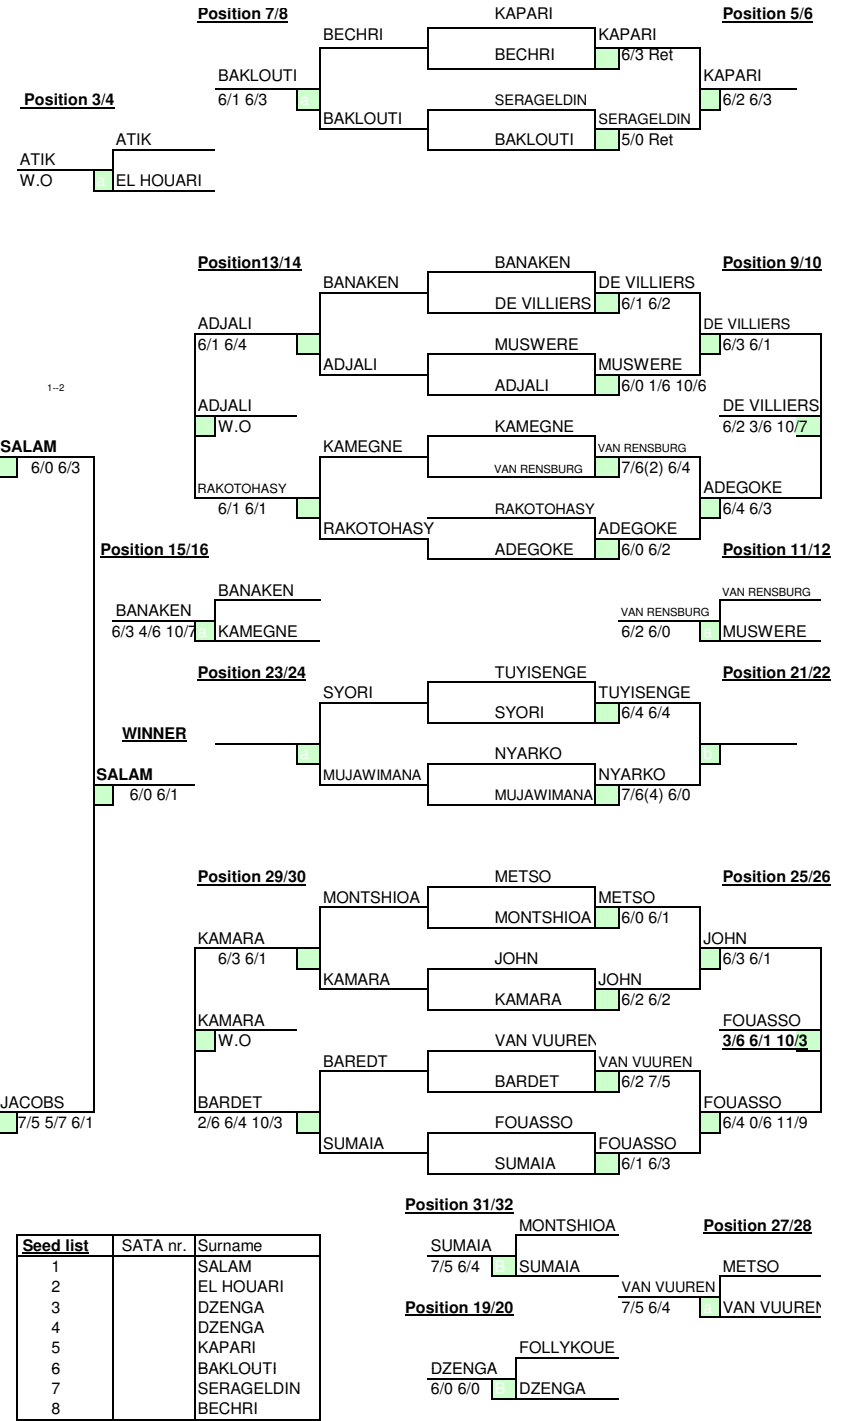 Position 7/8
KAPARI
Position 5/6
BECHRI
KAPARI
BECHRI
6/3 Ret
BAKLOUTI
KAPARI
Position 3/4
6/1 6/3
a
SERAGELDIN
6/2 6/3
BAKLOUTI
SERAGELDIN
ATIK
BAKLOUTI
5/0 Ret
ATIK
W.O
a
EL HOUARI
Position13/14
BANAKEN
Position 9/10
BANAKEN
DE VILLIERS
DE VILLIERS
6/1 6/2
ADJALI
DE VILLIERS
6/1 6/4
MUSWERE
6/3 6/1
ADJALI
MUSWERE
1--2
ADJALI
6/0 1/6 10/6
ADJALI
DE VILLIERS
W.O
KAMEGNE
6/2 3/6 10/7
SALAM
KAMEGNE
VAN RENSBURG
6/0 6/3
VAN RENSBURG
7/6(2) 6/4
RAKOTOHASY
ADEGOKE
6/1 6/1
RAKOTOHASY
6/4 6/3
RAKOTOHASY
ADEGOKE
Position 15/16
ADEGOKE
6/0 6/2
Position 11/12
BANAKEN
VAN RENSBURG
BANAKEN
VAN RENSBURG
6/3 4/6 10/7
a
KAMEGNE
6/2 6/0
a
MUSWERE
Position 23/24
TUYISENGE
Position 21/22
SYORI
TUYISENGE
SYORI
6/4 6/4
WINNER
a
NYARKO
b
SALAM
MUJAWIMANA
NYARKO
6/0 6/1
MUJAWIMANA
7/6(4) 6/0
Position 29/30
METSO
Position 25/26
MONTSHIOA
METSO
MONTSHIOA
6/0 6/1
KAMARA
JOHN
6/3 6/1
JOHN
6/3 6/1
KAMARA
JOHN
KAMARA
6/2 6/2
KAMARA
FOUASSO
W.O
VAN VUUREN
3/6 6/1 10/3
BAREDT
VAN VUUREN
BARDET
6/2 7/5
JACOBS
BARDET
FOUASSO
7/5 5/7 6/1
2/6 6/4 10/3
FOUASSO
6/4 0/6 11/9
SUMAIA
FOUASSO
SUMAIA
6/1 6/3
Position 31/32
MONTSHIOA
Position 27/28
Seed list
SATA nr.
Surname
SUMAIA
1
SALAM
7/5 6/4
SUMAIA
METSO
2
EL HOUARI
VAN VUUREN
3
DZENGA
Position 19/20
7/5 6/4
a
VAN VUUREN
4
DZENGA
5
KAPARI
FOLLYKOUE
6
BAKLOUTI
DZENGA
7
SERAGELDIN
6/0 6/0
DZENGA
8
BECHRI